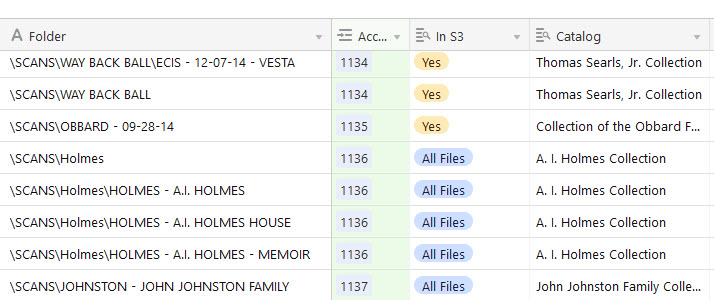 Folder Acc... In S3 Catalog
\SCANS\WAY BACK BALL\ECIS - 12-07-14 - VESTA 1134 Yes Thomas Searls, Jr. Collection
\SCANS\WAY BACK BALL 1134 Yes Thomas Searls, Jr. Collection
\SCANS\OBBARD - 09-28-14 1135 Yes Collection of the Obbard F...
\SCANS\Holmes 1136 All Files A. I. Holmes Collection
\SCANS\Holmes\HOLMES - A.I. HOLMES 1136 All Files A. I. Holmes Collection
\SCANS\Holmes\HOLMES - A.I. HOLMES HOUSE 1136 All Files A. I. Holmes Collection
\SCANS\Holmes\HOLMES - A.I. HOLMES - MEMOIR 1136 All Files A. I. Holmes Collection
\SCANS\JOHNSTON - JOHN JOHNSTON FAMILY 1137 All Files John Johnston Family Colle...